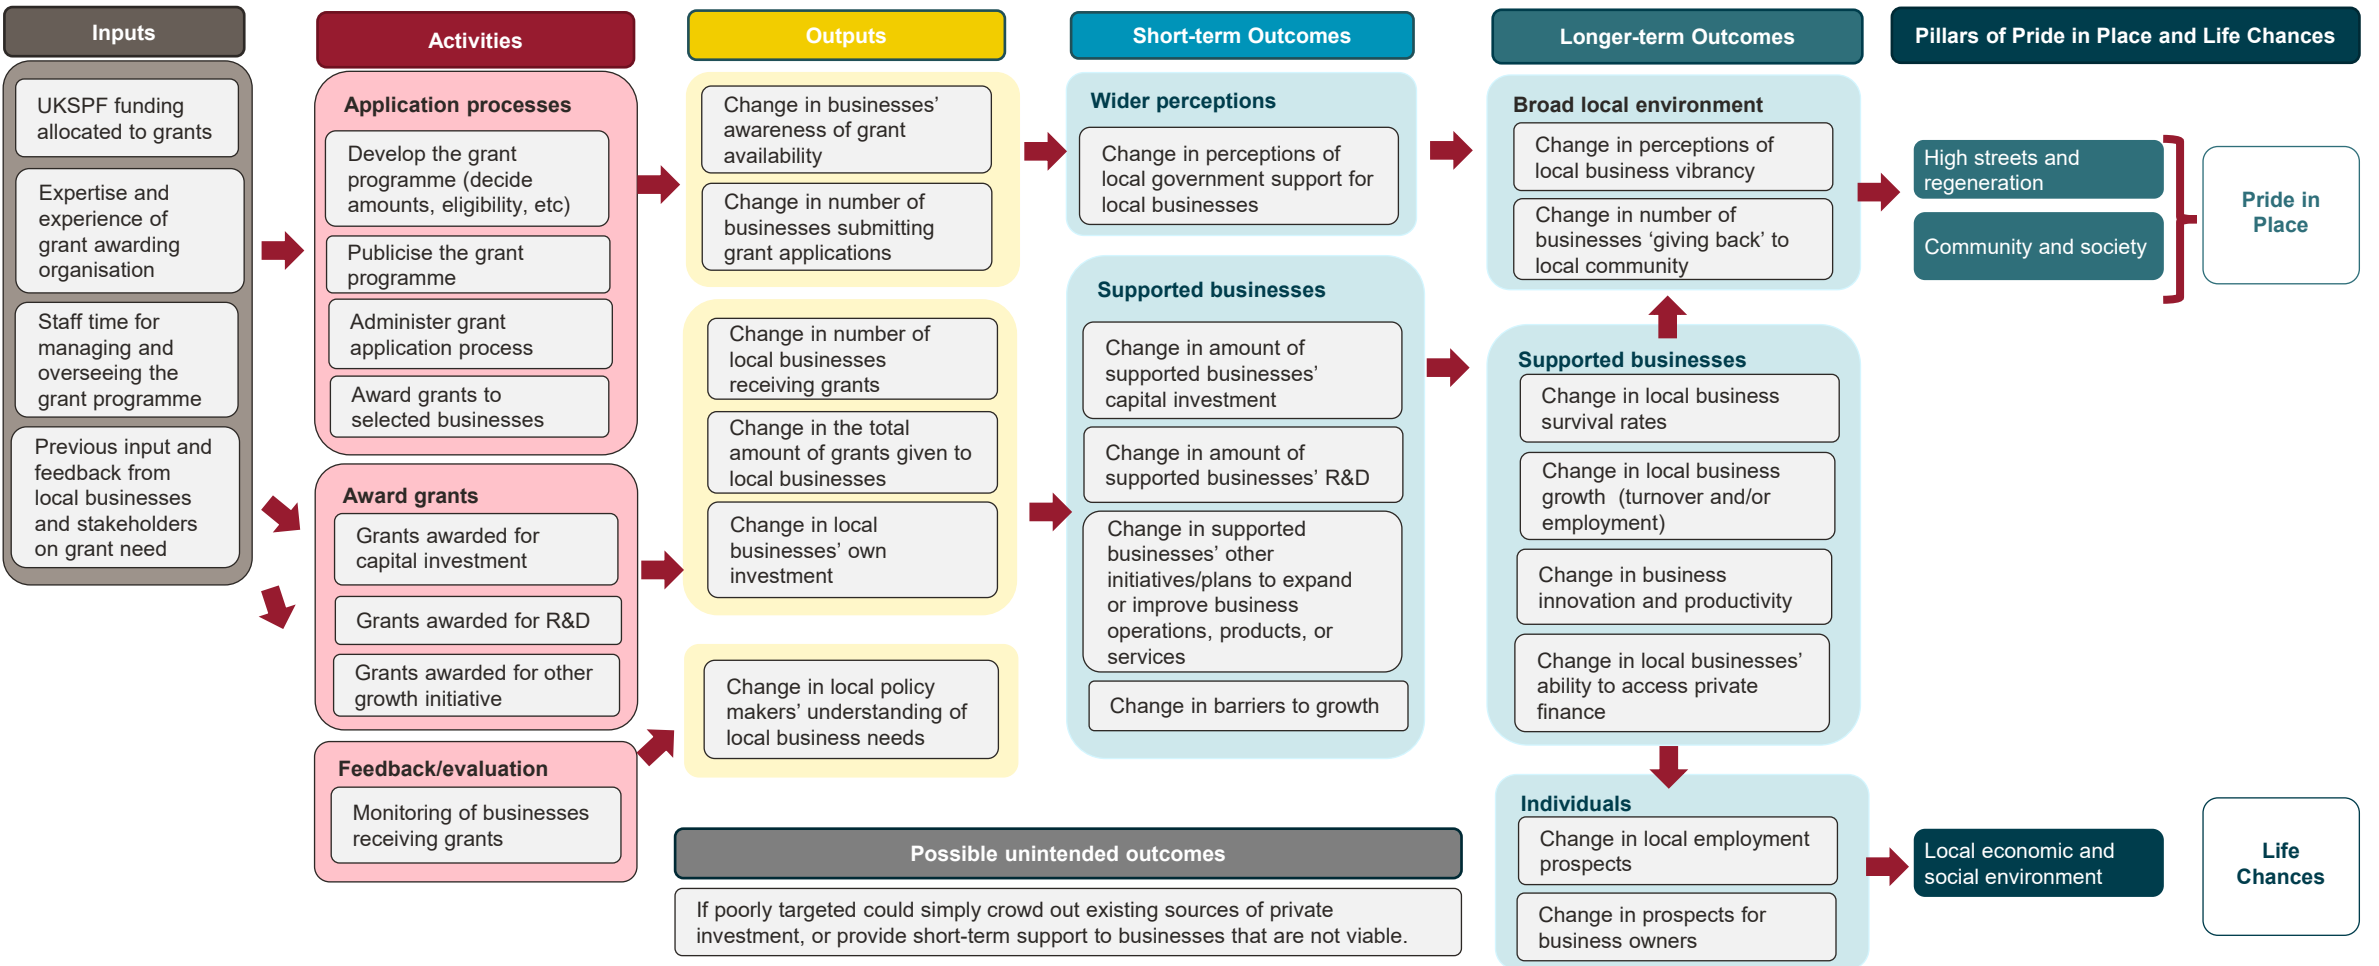 Inputs
UKSPF funding
allocated to grants
Expertise and
experience of
grant awarding
organisation
Staff time for
managing and
overseeing the
grant programme
Previous input and
feedback from
local businesses
and stakeholders
on grant need
Activities
Application processes
Develop the grant
programme (decide
amounts, eligibility, etc)
Publicise the grant
programme
Administer grant
application process
Award grants to
selected businesses
Award grants
Grants awarded for
capital investment
Grants awarded for R&D
Grants awarded for other
growth initiative
Feedback/evaluation
Monitoring of businesses
receiving grants
Outputs
Change in businesses’
awareness of grant
availability
Change in number of
businesses submitting
grant applications
Change in number of
local businesses
receiving grants
Change in the total
amount of grants given to
local businesses
Change in local
businesses’ own
investment
Change in local policy
makers’ understanding of
local business needs
Short-term Outcomes
Wider perceptions
Change in perceptions of
local government support for
local businesses
Supported businesses
Change in amount of
supported businesses’
capital investment
Change in amount of
supported businesses’ R&D
Change in supported
businesses’ other
initiatives/plans to expand
or improve business
operations, products, or
services
Change in barriers to growth
Possible unintended outcomes
If poorly targeted could simply crowd out existing sources of private
investment, or provide short-term support to businesses that are not viable.
Longer-term Outcomes
Broad local environment
Change in perceptions of
local business vibrancy
Change in number of
businesses ‘giving back’ to
local community
Supported businesses
Change in local business
survival rates
Change in local business
growth  (turnover and/or
employment)
Change in business
innovation and productivity
Change in local businesses’
ability to access private
finance
Individuals
Change in local employment
prospects
Change in prospects for
business owners
Pillars of Pride in Place and Life Chances
High streets and
regeneration
Community and society
Pride in
Place
Local economic and
social environment
Life
Chances